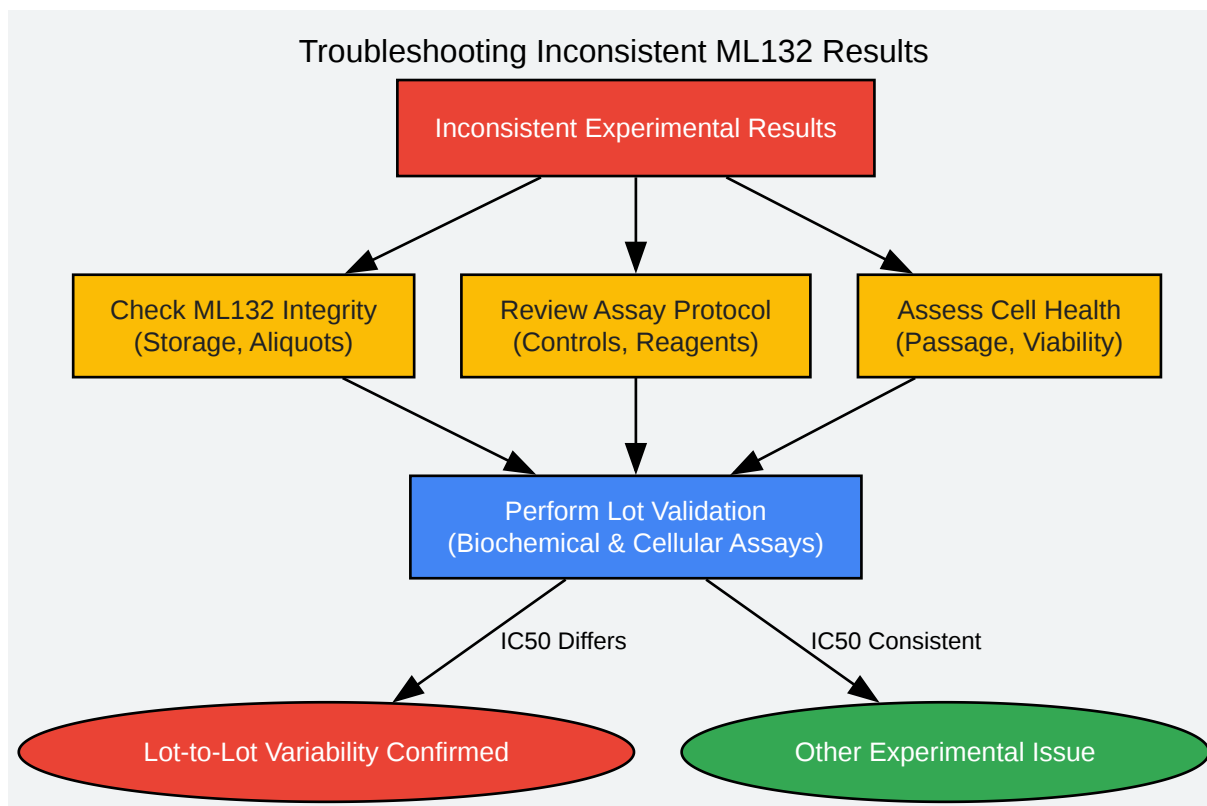 Troubleshooting Inconsistent ML132 Results
Inconsistent Experimental Results
Check ML132 Integrity
(Storage, Aliquots)
Review Assay Protocol
(Controls, Reagents)
Assess Cell Health
(Passage, Viability)
Perform Lot Validation
(Biochemical & Cellular Assays)
IC50 Differs
IC50 Consistent
Lot-to-Lot Variability Confirmed
Other Experimental Issue